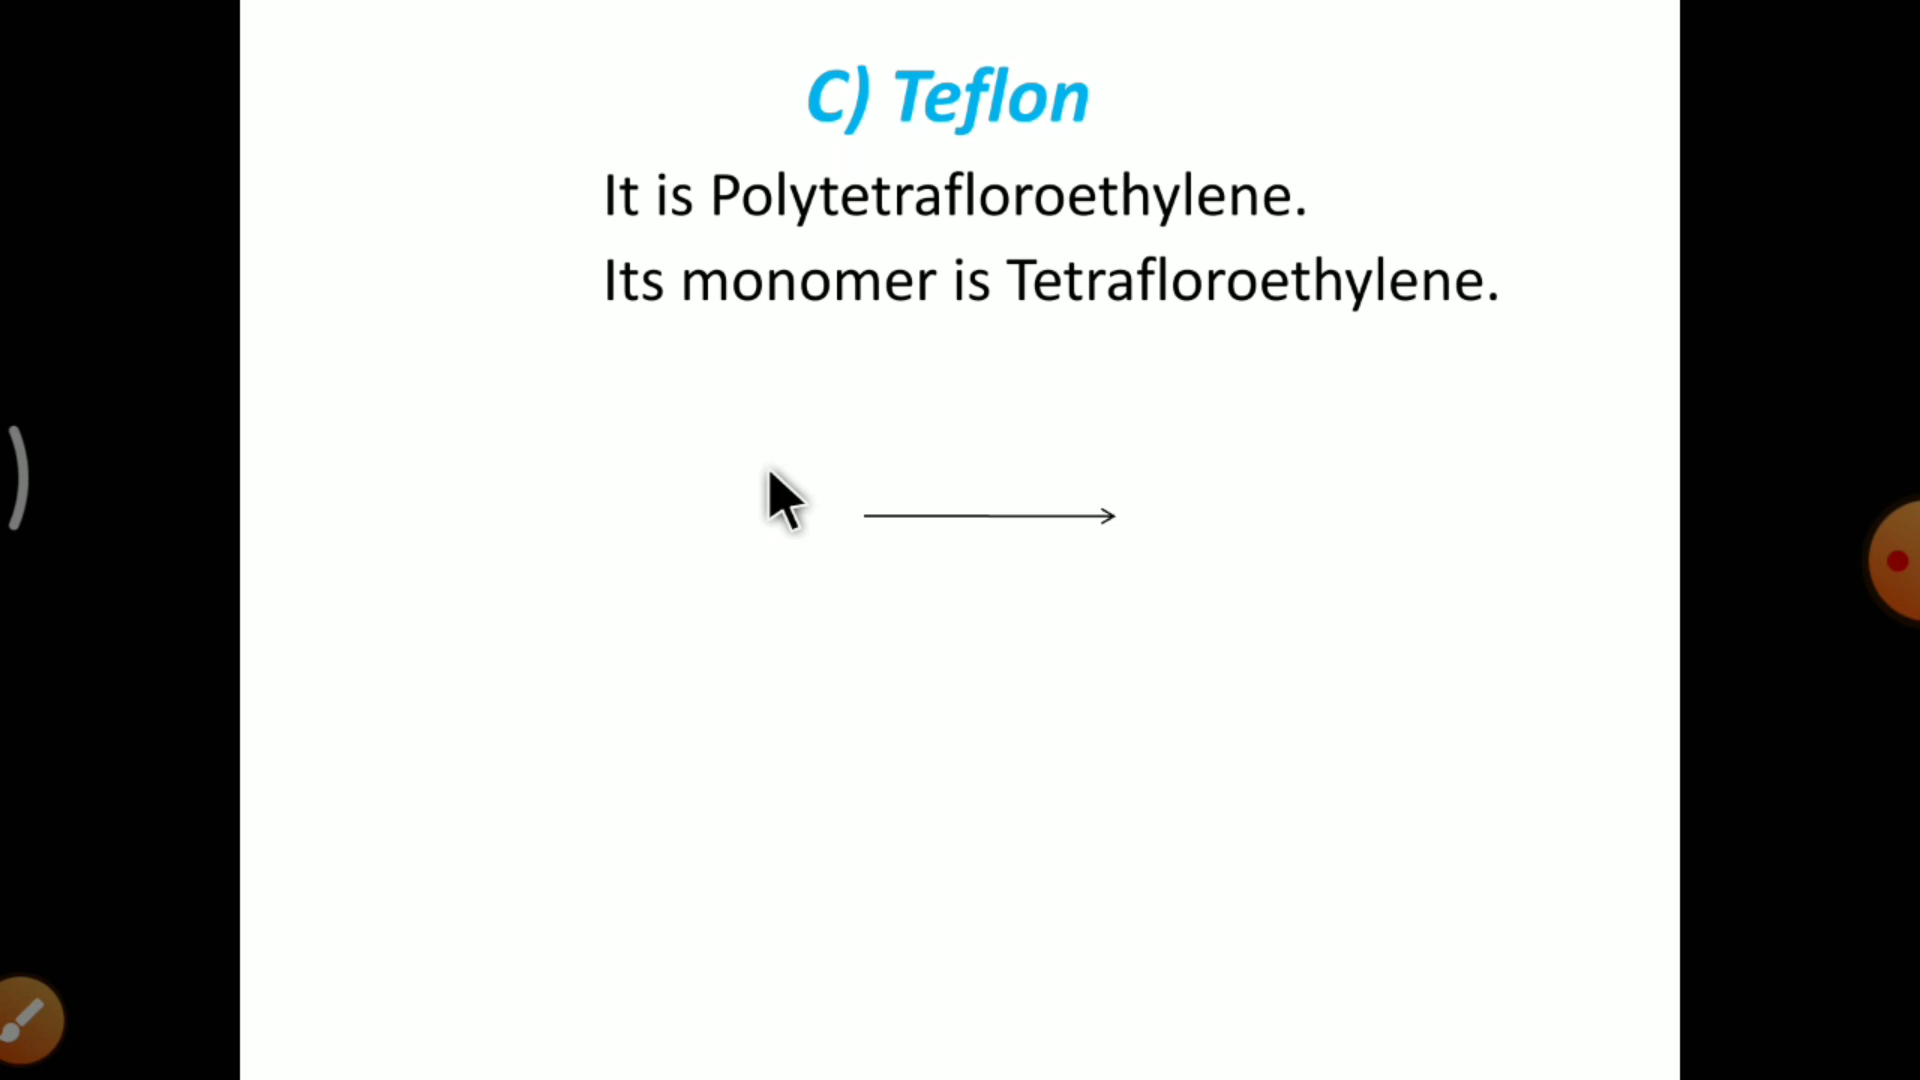 C) Teflon
It is Polytetrafloroethylene.
Its monomer is Tetrafloroethylene.